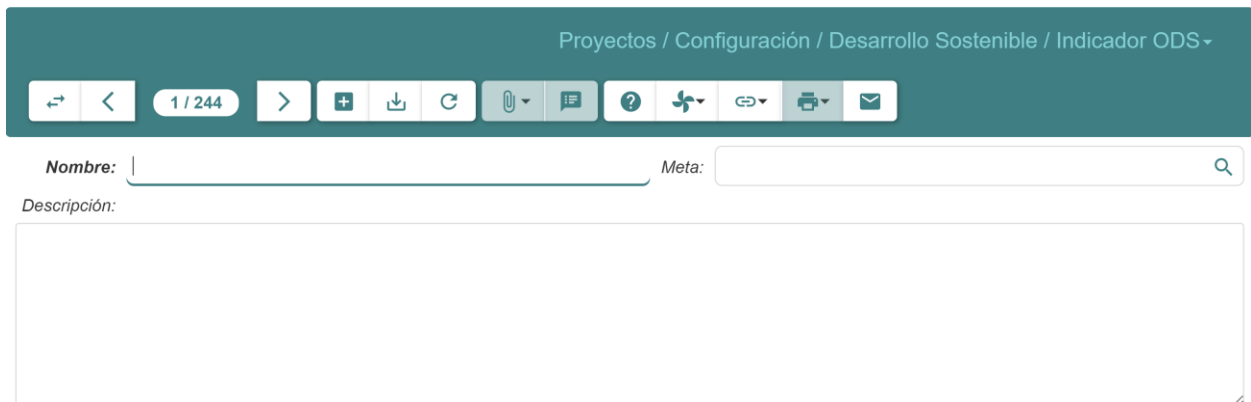 Proyectos / Configuración / Desarrollo Sostenible / Indicador ODS
1 / 244
Nombre:
Meta:
Descripción: